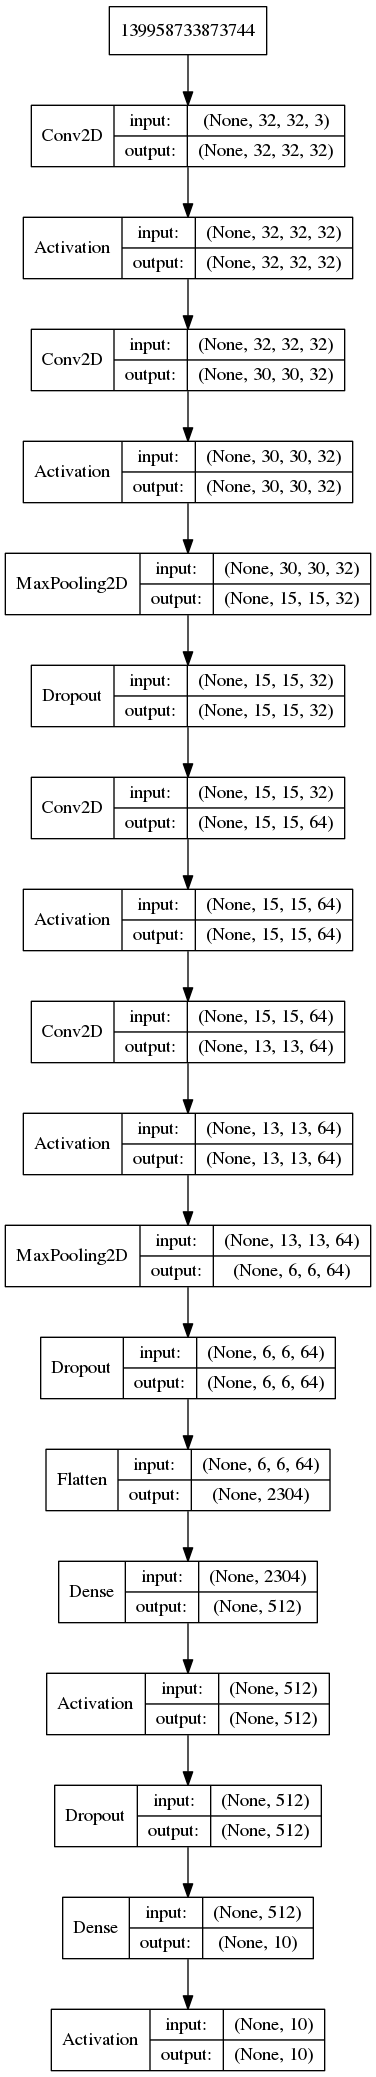 139958733873744
Conv2D
input: (None, 32, 32, 3)
output: (None, 32, 32, 32)
Activation
input: (None, 32, 32, 32)
output: (None, 32, 32, 32)
Conv2D
input: (None, 32, 32, 32)
output: (None, 30, 30, 32)
Activation
input: (None, 30, 30, 32)
output: (None, 30, 30, 32)
MaxPooling2D
input: (None, 30, 30, 32)
output: (None, 15, 15, 32)
Dropout
input: (None, 15, 15, 32)
output: (None, 15, 15, 32)
Conv2D
input: (None, 15, 15, 32)
output: (None, 15, 15, 64)
Activation
input: (None, 15, 15, 64)
output: (None, 15, 15, 64)
Conv2D
input: (None, 15, 15, 64)
output: (None, 13, 13, 64)
Activation
input: (None, 13, 13, 64)
output: (None, 13, 13, 64)
MaxPooling2D
input: (None, 13, 13, 64)
output: (None, 6, 6, 64)
Dropout
input: (None, 6, 6, 64)
output: (None, 6, 6, 64)
Flatten
input: (None, 6, 6, 64)
output: (None, 2304)
Dense
input: (None, 2304)
output: (None, 512)
Activation
input: (None, 512)
output: (None, 512)
Dropout
input: (None, 512)
output: (None, 512)
Dense
input: (None, 512)
output: (None, 10)
Activation
input: (None, 10)
output: (None, 10)